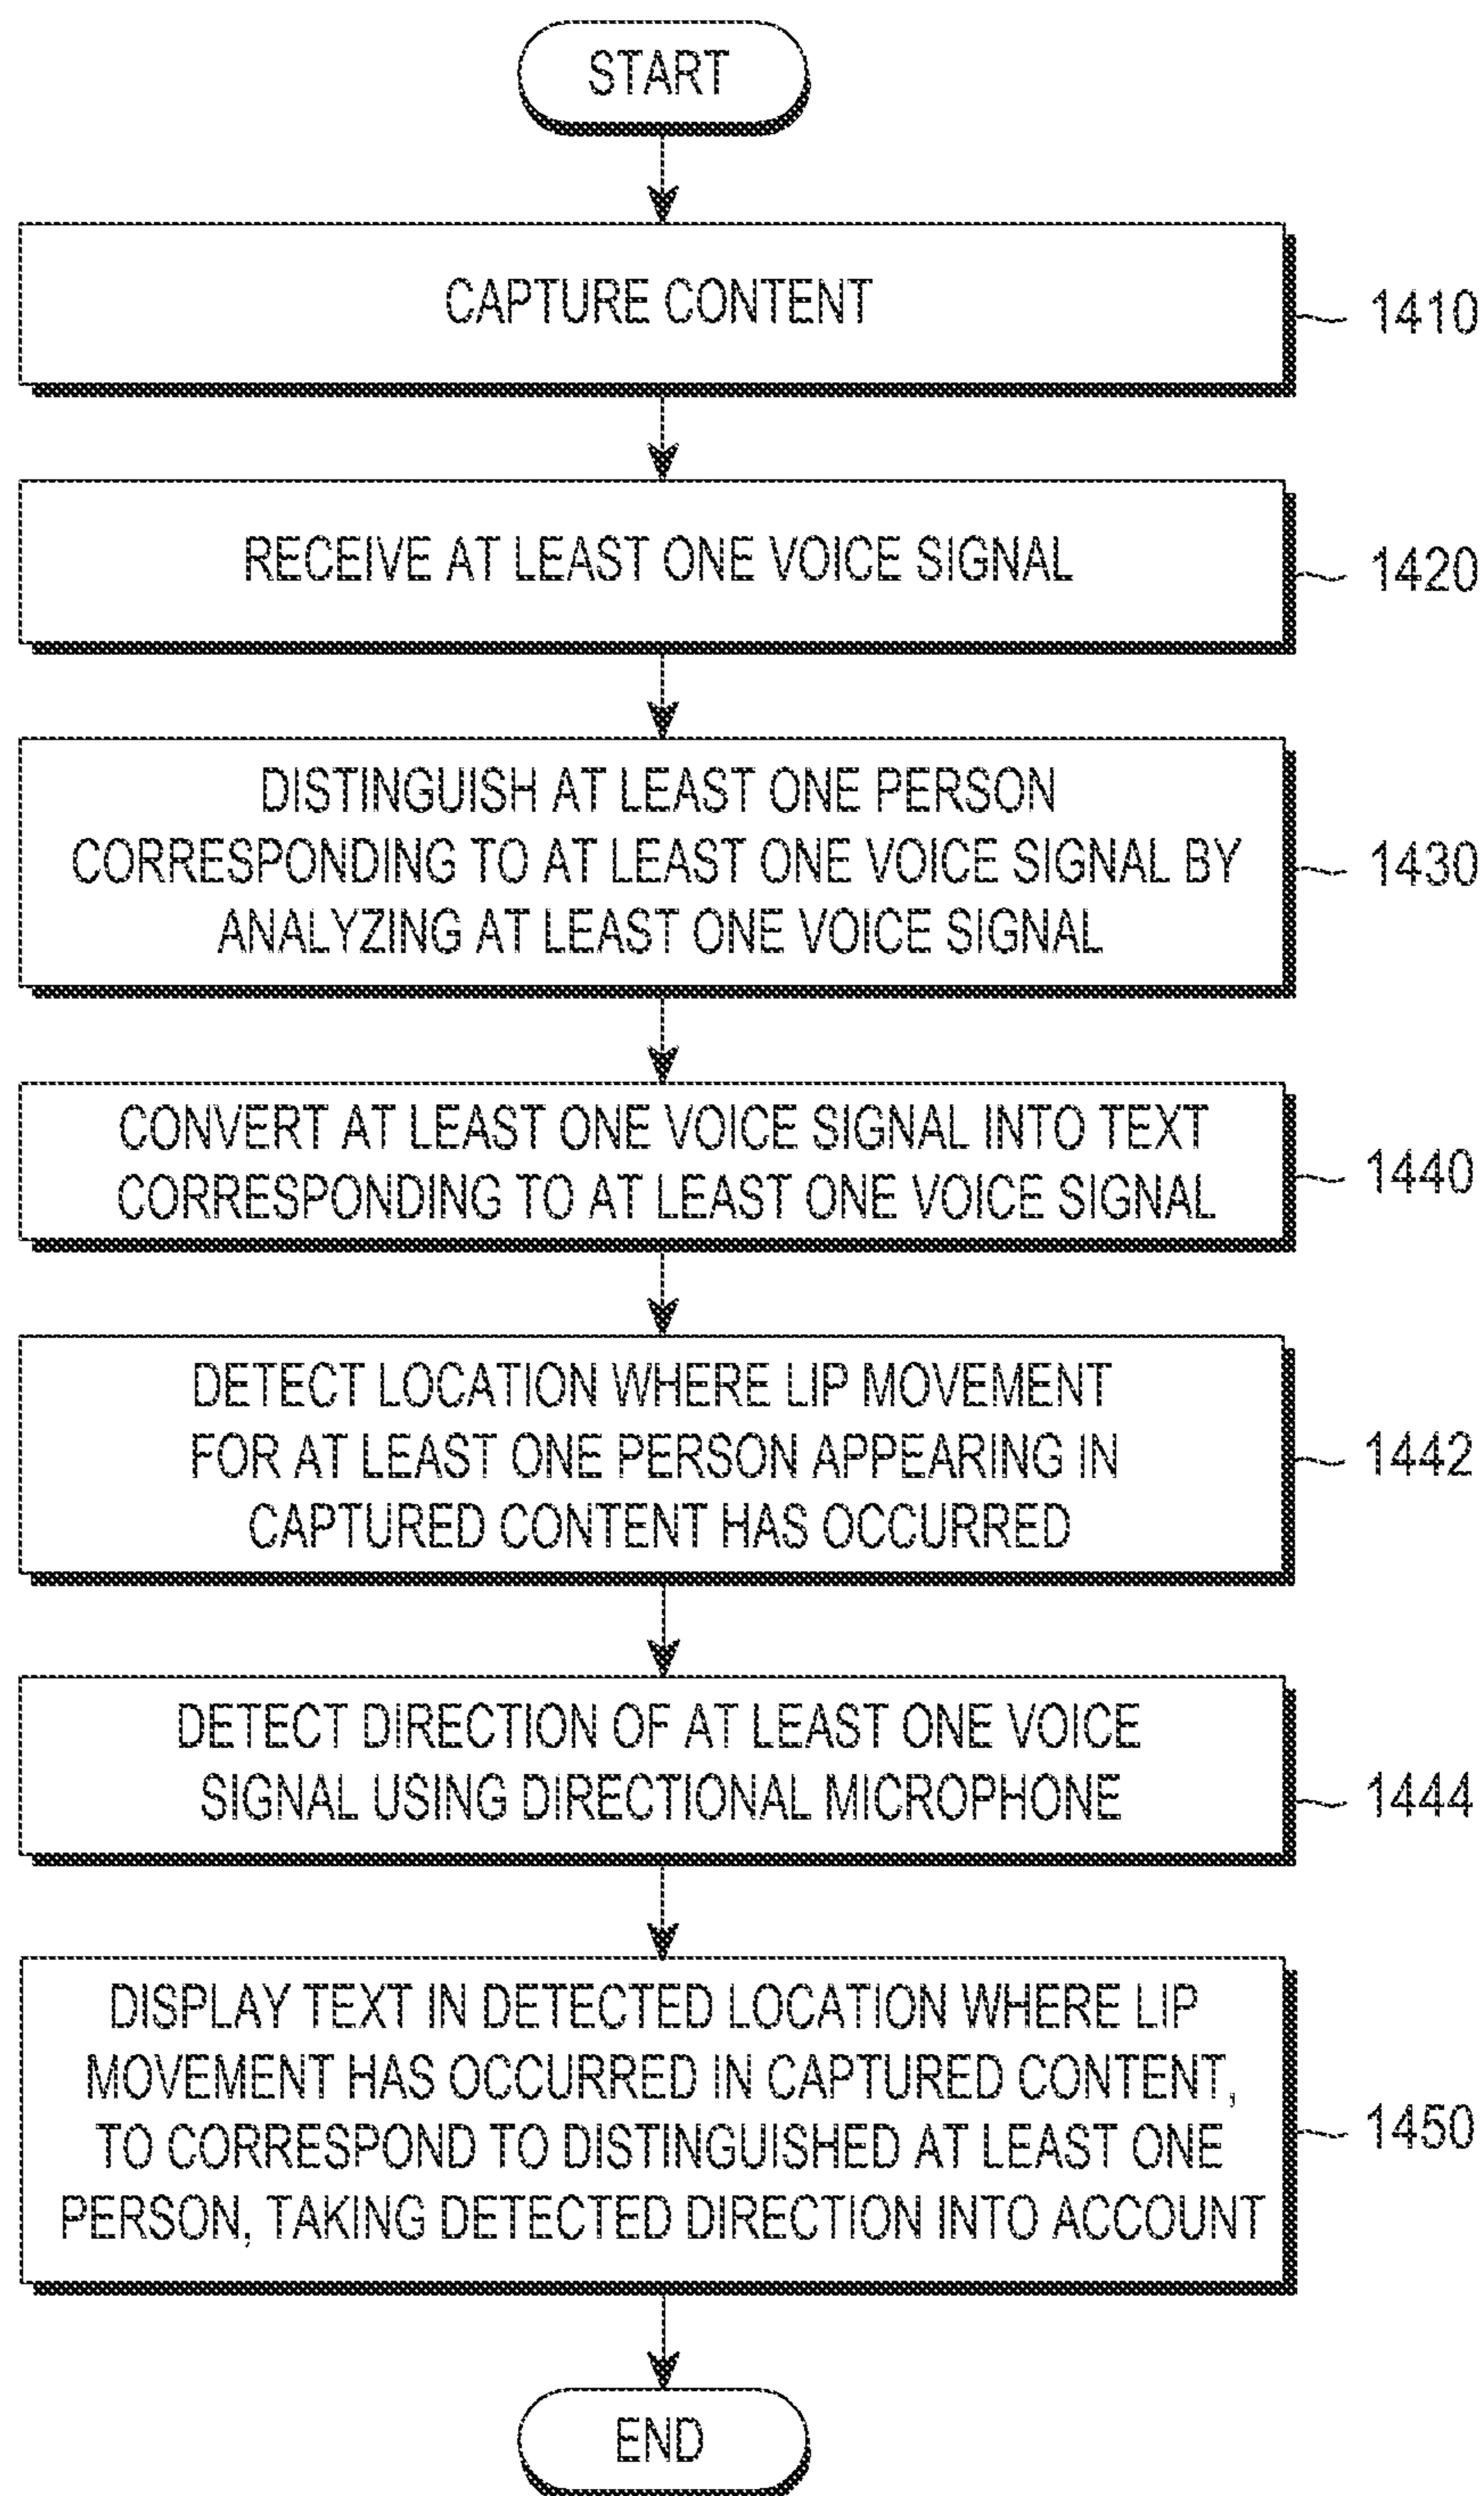 START
CAPTURE CONTENT
1410
RECEIVE AT LEAST ONE VOICE SIGNAL
1420
DISTINGUISH AT LEAST ONE PERSON
CORRESPONDING TO AT LEAST ONE VOICE SIGNAL BY
ANALYZING AT LEAST ONE VOICE SIGNAL
1430
CONVERT AT LEAST ONE VOICE SIGNAL INTO TEXT
CORRESPONDING TO AT LEAST ONE VOICE SIGNAL
1440
DETECT LOCATION WHERE LIP MOVEMENT
FOR AT LEAST ONE PERSON APPEARING IN
CAPTURED CONTENT HAS OCCURRED
1442
DETECT DIRECTION OF AT LEAST ONE VOICE
SIGNAL USING DIRECTIONAL MICROPHONE
1444
DISPLAY TEXT IN DETECTED LOCATION WHERE LIP
MOVEMENT HAS OCCURRED IN CAPTURED CONTENT,
TO CORRESPOND TO DISTINGUISHED AT LEAST ONE
PERSON, TAKING DETECTED DIRECTION INTO ACCOUNT
1450
END